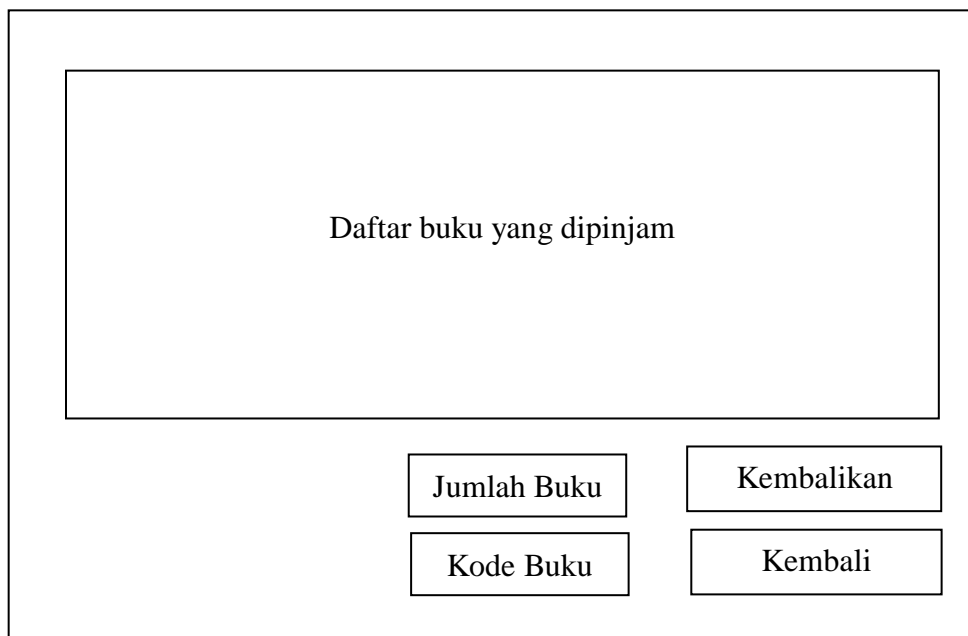 Daftar buku yang dipinjam
Jumlah Buku
Kembalikan
Kode Buku
Kembali